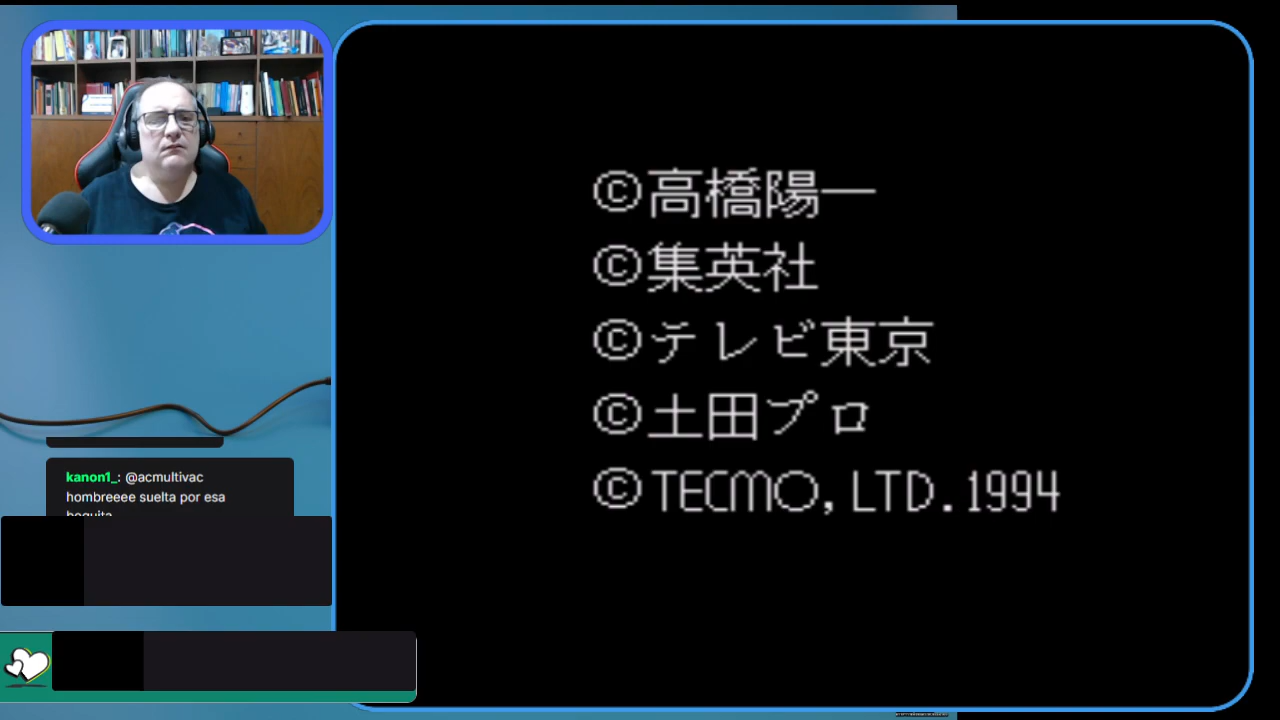 ©高橋陽一
©集英社
©テレビ東京
©土田プロ
©TECMO, LTD. 1994
kanon1_: @acmultivac
hombreeee suelta por esa
boquita